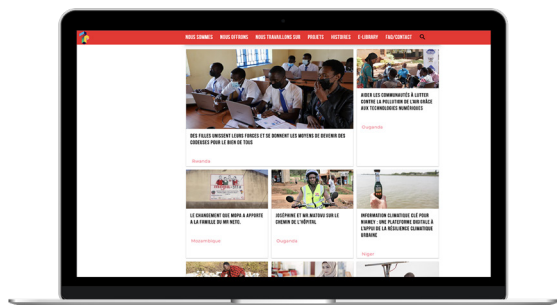 NOUS SOMMES NOUS OFFRONS NOUS TRAVAILLONS SUR PROJETS HISTOIRES E-LIBRARY FAQ/CONTACT
DES FILLES UNISSENT LEURS FORCES ET SE DONNENT LES MOYENS DE DEVENIR DES
CODEUSES POUR LE BIEN DE TOUS
Rwanda
AIDER LES COMMUNAUTÉS À LUTTER
CONTRE LA POLLUTION DE L'AIR GRÂCE
AUX TECHNOLOGIES NUMÉRIQUES
Ouganda
LE CHANGEMENT QUE MOPA A APPORTE
A LA FAMILLE DU MR NETO.
Mozambique
JOSÉPHINE ET MR.MATOVU SUR LE
CHEMIN DE L'HÔPITAL
Ouganda
INFORMATION CLIMATIQUE CLÉ POUR
NIAMEY : UNE PLATEFORME DIGITALE À
L'APPUI DE LA RÉSILIENCE CLIMATIQUE
URBAINE
Niger